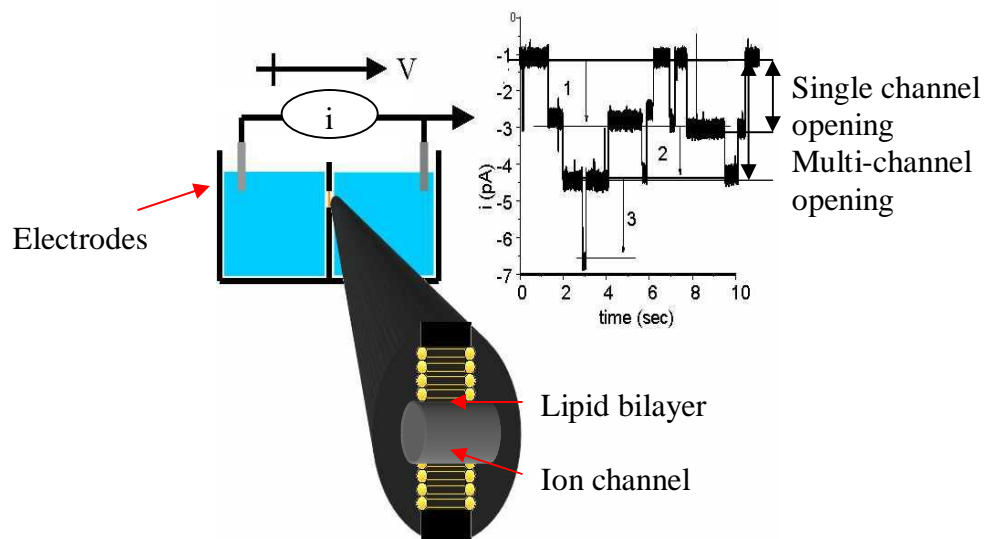 V
i
Electrodes
Lipid bilayer
Ion channel
0
-1
-2
-3
-4
-5
-6
-7
i (pA)
1
2
3
0 2 4 6 8 10
time (sec)
Single channel
opening
Multi-channel
opening